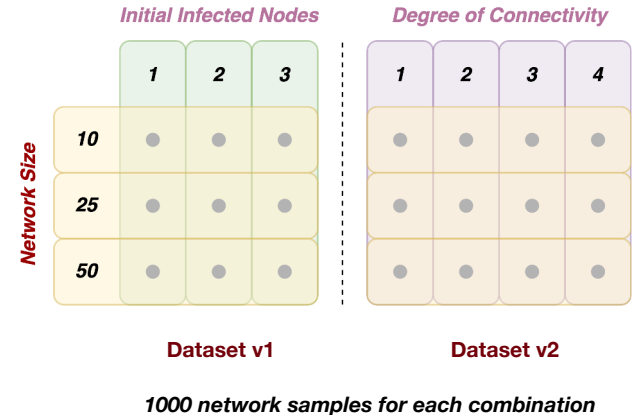 Initial Infected Nodes
Degree of Connectivity
1 2 3
1 2 3 4
Network Size
10
25
50
Dataset v1
Dataset v2
1000 network samples for each combination